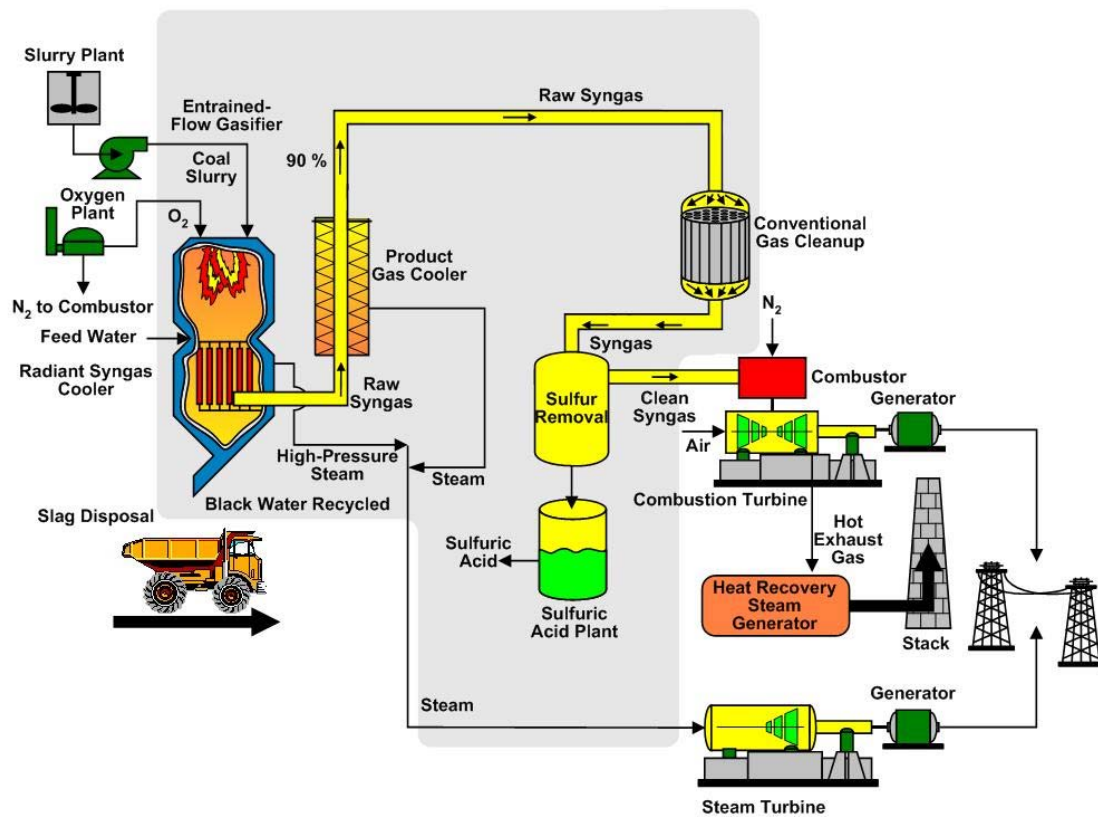 Slurry Plant
Entrained-
Flow Gasifier
Coal
Slurry
Oxygen
Plant
O2
N2 to Combustor
Feed Water
Radiant Syngas
Cooler
90 %
Raw Syngas
Product
Gas Cooler
Conventional
Gas Cleanup
Raw
Syngas
High-Pressure
Steam
Steam
Black Water Recycled
Slag Disposal
Syngas
Sulfur
Removal
Clean
Syngas
N2
Combustor
Generator
Air
Combustion Turbine
Sulfuric
Acid
Sulfuric
Acid Plant
Hot
Exhaust
Gas
Heat Recovery
Steam
Generator
Stack
Steam
Generator
Steam Turbine